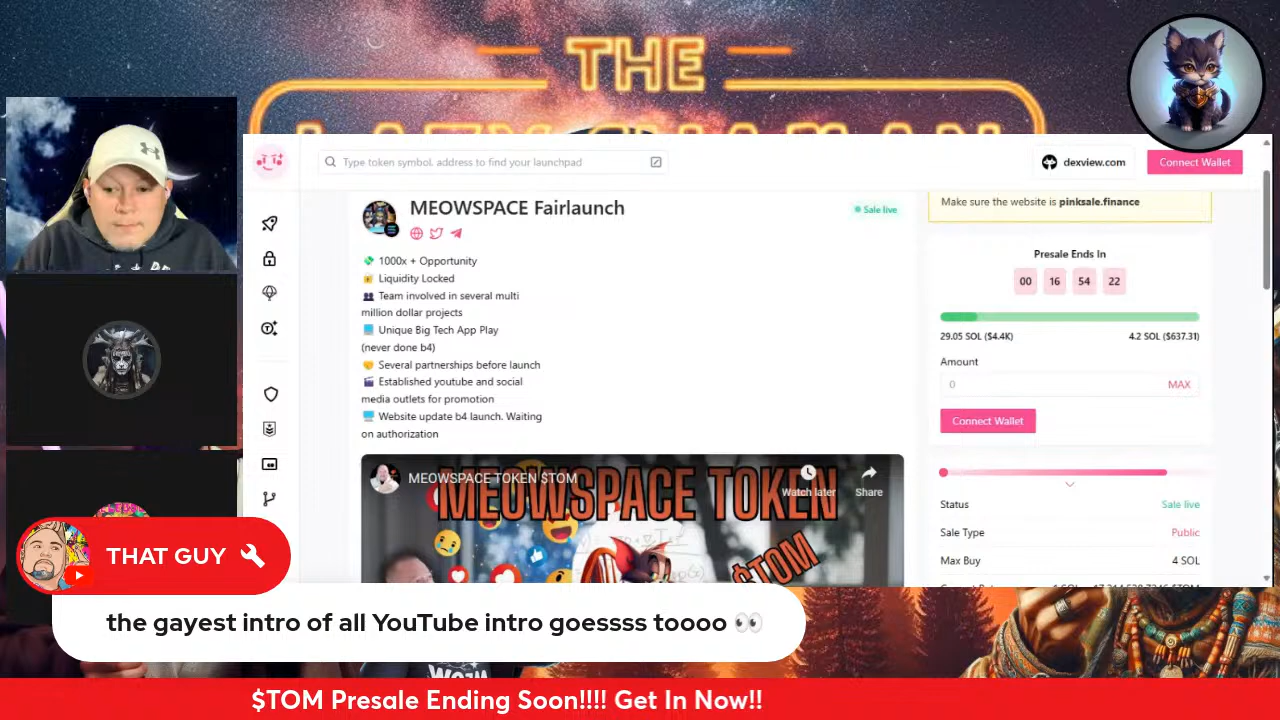 THE
Type token symbol, address to find your launchpad
dexview.com
Connect Wallet
MEOWSPACE Fairlaunch
Sale live
Make sure the website is pinksale.finance
1000x + Opportunity
Liquidity Locked
Team involved in several multi
million dollar projects
Unique Big Tech App Play
(never done b4)
Several partnerships before launch
Established youtube and social
media outlets for promotion
Website update b4 launch. Waiting
on authorization
Presale Ends In
00 16 54 22
29.05 SOL ($4.4K)
4.2 SOL ($637.31)
Amount
0
MAX
Connect Wallet
MEOWSPACE TOKEN $TOM
Watch later
Share
MEOWSPACE TOKEN
$TOM
Status
Sale live
Sale Type
Public
Max Buy
4 SOL
THAT GUY
the gayest intro of all YouTube intro goessss toooo 👀
$TOM Presale Ending Soon!!!! Get In Now!!